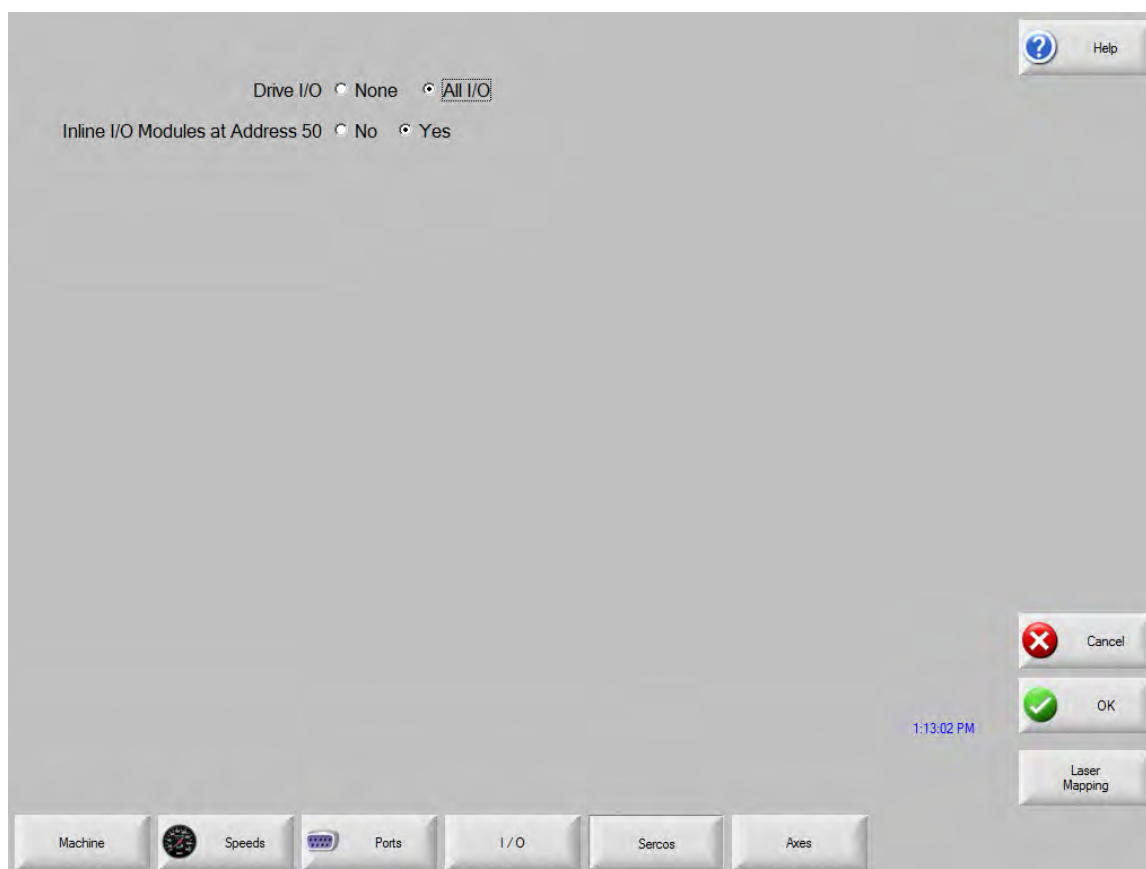 Help
Drive I/O None All I/O
Inline I/O Modules at Address 50 No Yes
Cancel
OK
1:13:02 PM
Laser
Mapping
Machine Speeds Ports I / O Sercos Axes